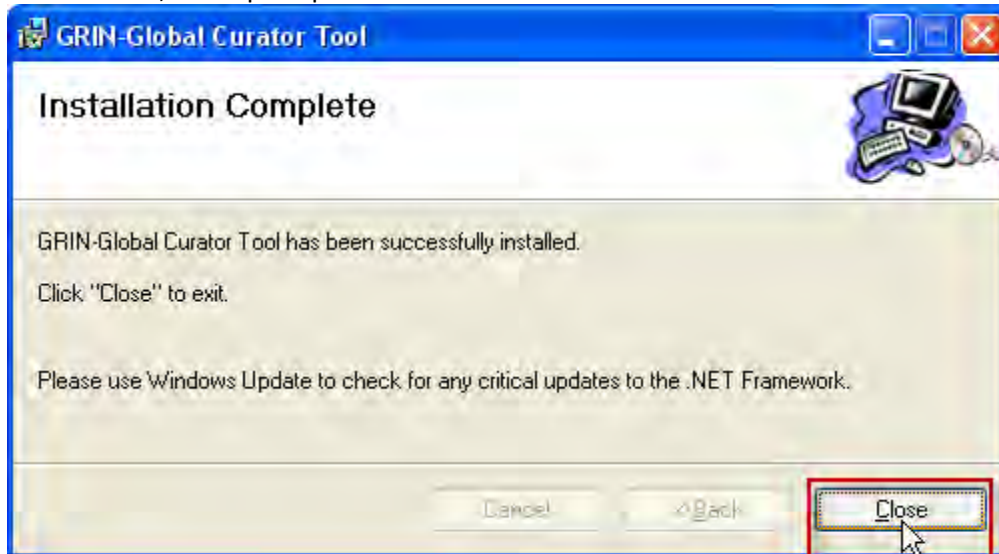 GRIN-Global Curator Tool
Installation Complete
GRIN-Global Curator Tool has been successfully installed.
Click "Close" to exit.
Please use Windows Update to check for any critical updates to the .NET Framework.
Cancel < Back Close